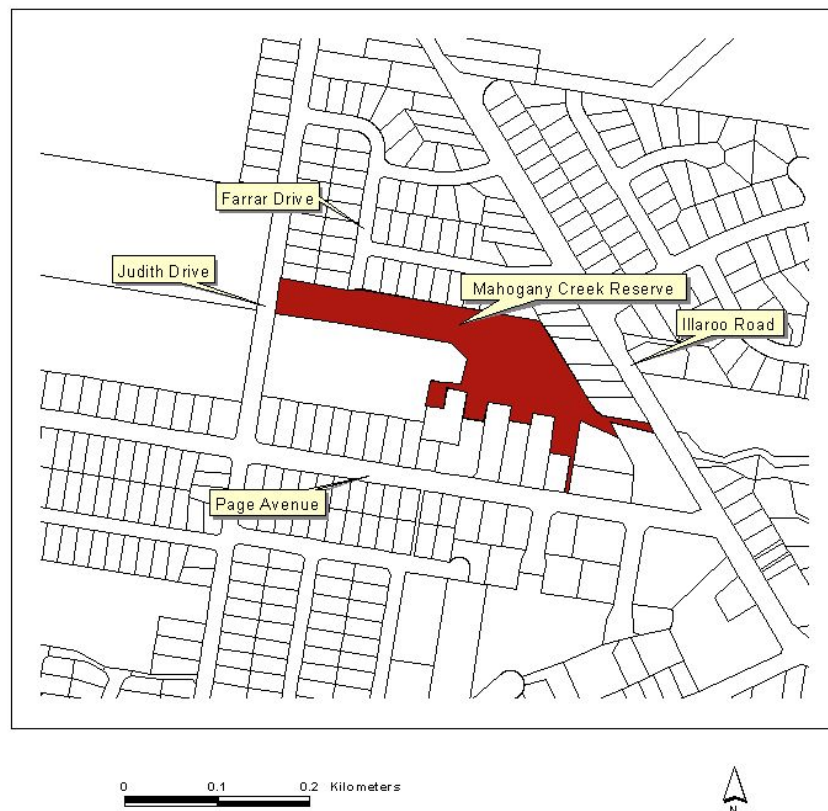 Farrar Drive
Judith Drive
Mahogany Creek Reserve
Illaroo Road
Page Avenue
0 0.1 0.2 Kilometers
N